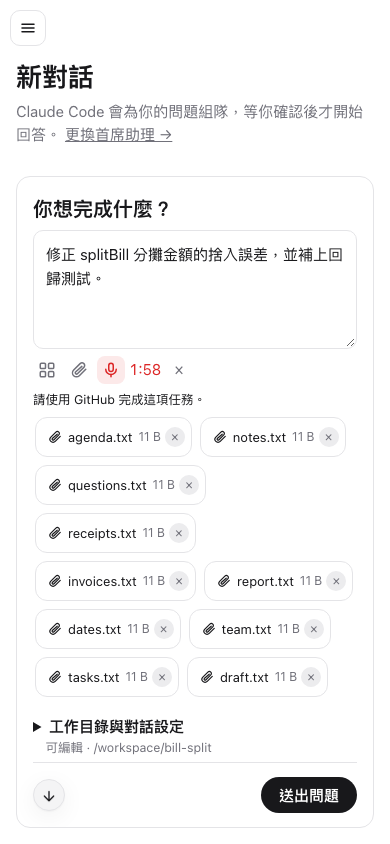 新對話
Claude Code 會為你的問題組隊，等你確認後才開始
回答。 更換首席助理 →
你想完成什麼？
修正 splitBill 分攤金額的捨入誤差，並補上回
歸測試。
1:58 ×
請使用 GitHub 完成這項任務。
agenda.txt 11 B × notes.txt 11 B ×
questions.txt 11 B ×
receipts.txt 11 B ×
invoices.txt 11 B × report.txt 11 B ×
dates.txt 11 B × team.txt 11 B ×
tasks.txt 11 B × draft.txt 11 B ×
▶ 工作目錄與對話設定
可編輯 · /workspace/bill-split
送出問題